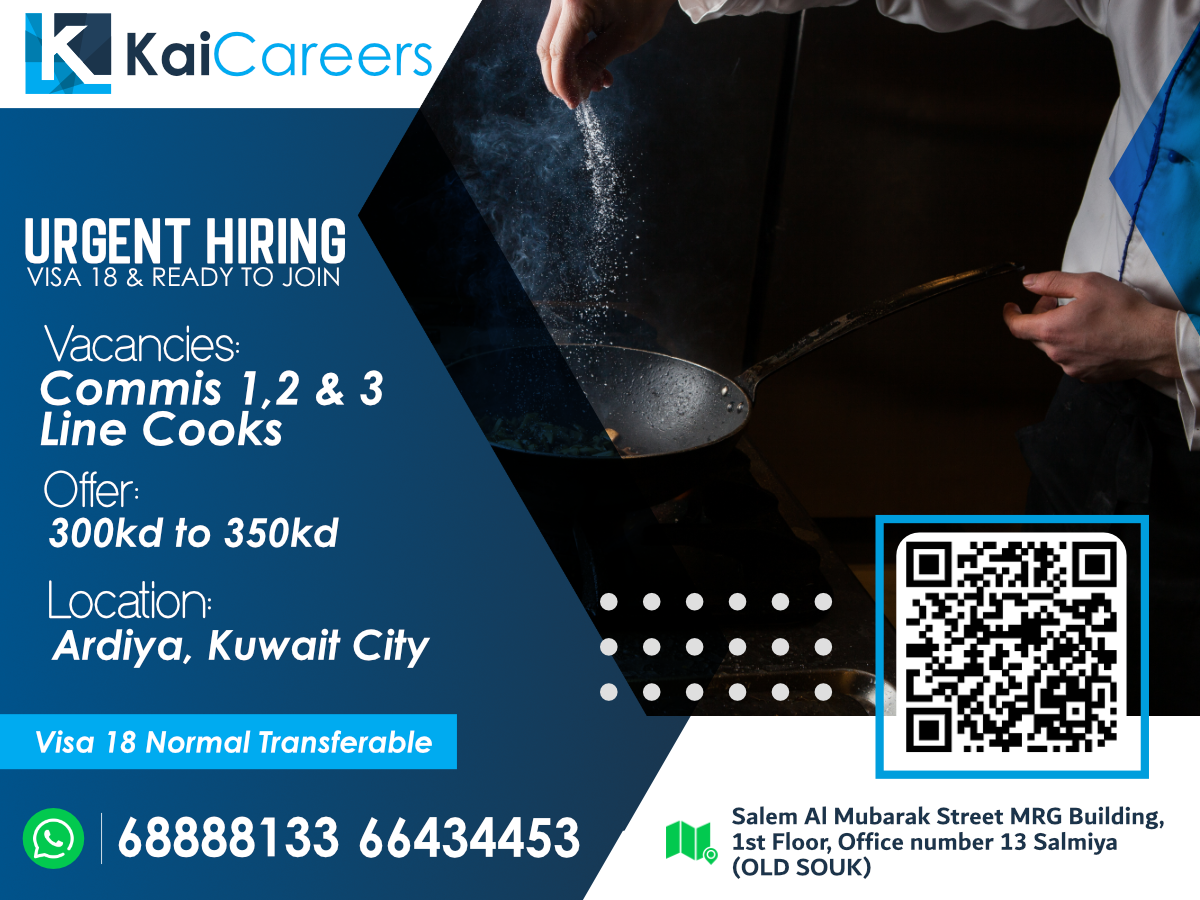 KaiCareers
URGENT HIRING
VISA 18 & READY TO JOIN
Vacancies:
Commis 1,2 & 3
Line Cooks
Offer:
300kd to 350kd
Location:
Ardiya, Kuwait City
Visa 18 Normal Transferable
68888133 66434453
Salem Al Mubarak Street MRG Building,
1st Floor, Office number 13 Salmiya
(OLD SOUK)